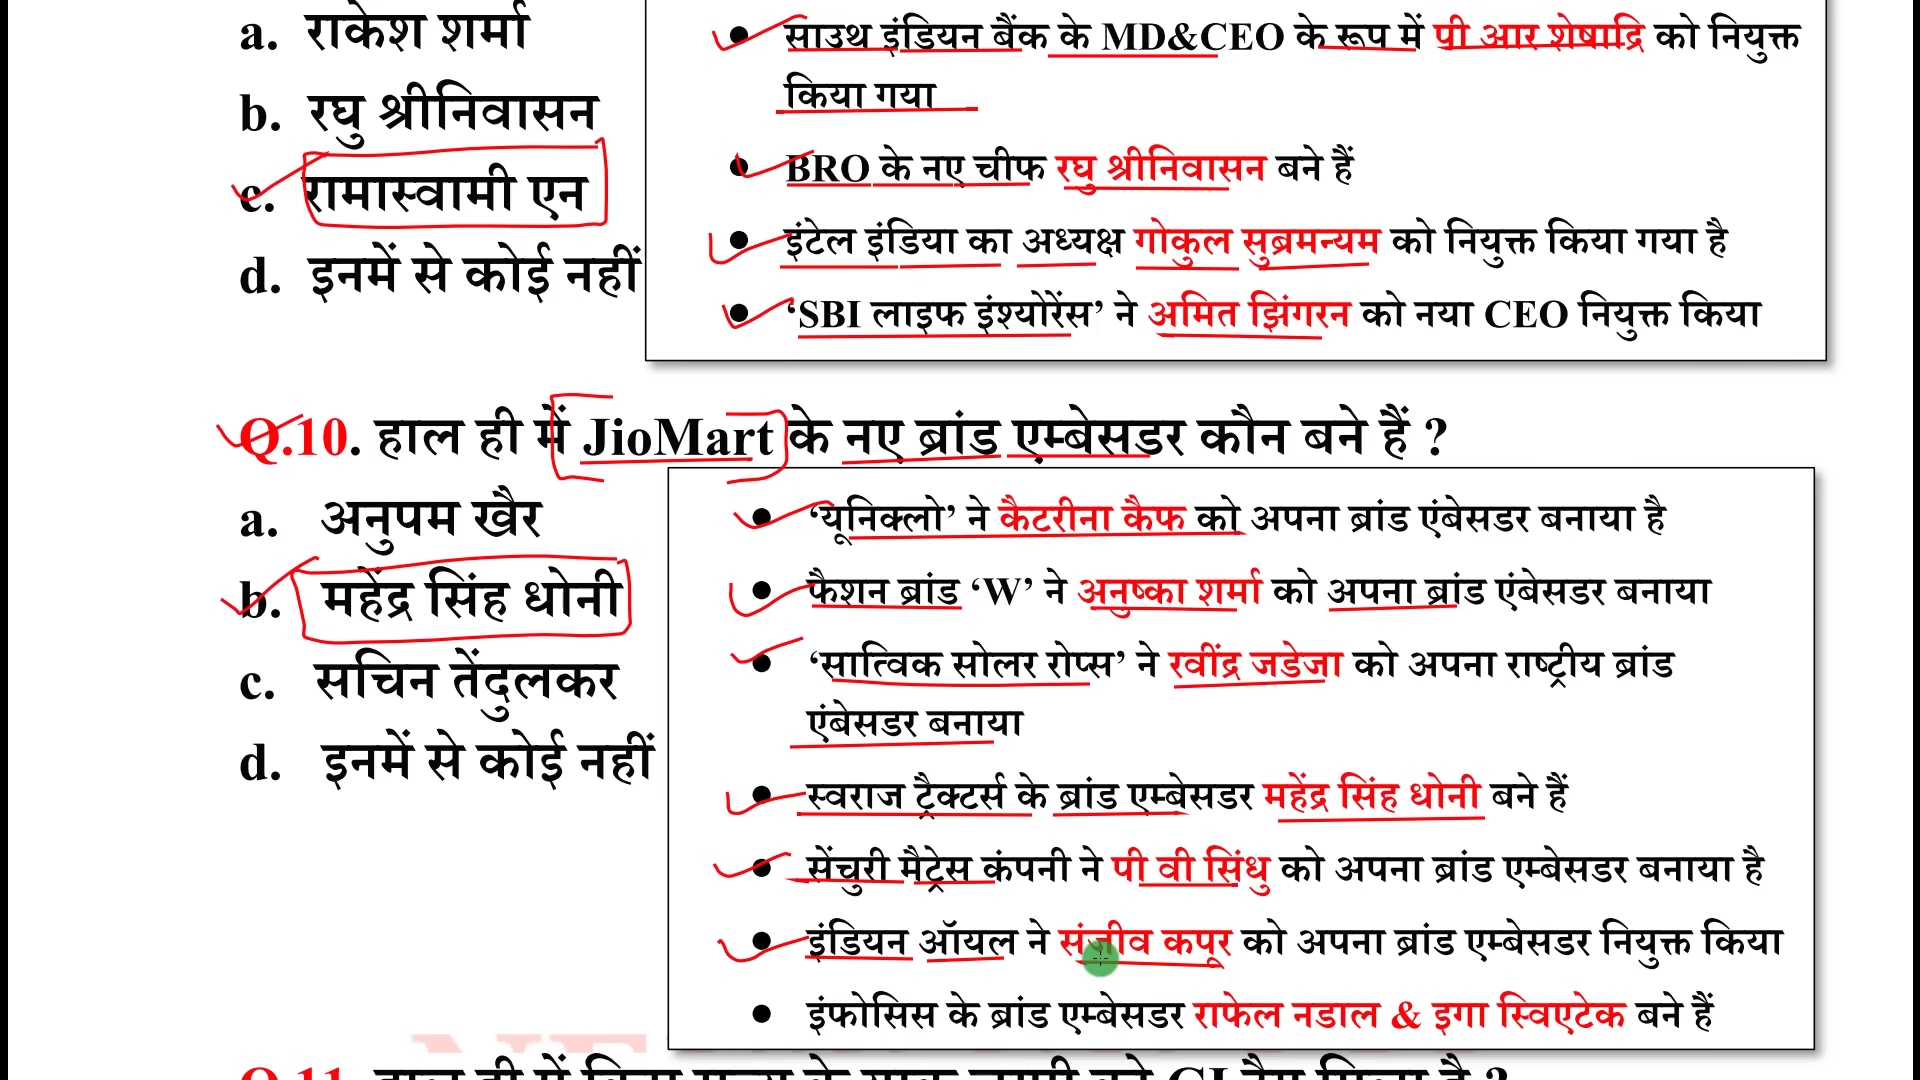 a. राकेश शर्मा
b. रघु श्रीनिवासन
c. रामास्वामी एन
d. इनमें से कोई नहीं
साउथ इंडियन बैंक के MD&CEO के रूप में पी आर शेषाद्रि को नियुक्त
किया गया
BRO के नए चीफ रघु श्रीनिवासन बने हैं
इंटेल इंडिया का अध्यक्ष गोकुल सुब्रमन्यम को नियुक्त किया गया है
‘SBI लाइफ इंश्योरेंस’ ने अमित झिंगरन को नया CEO नियुक्त किया
Q.10. हाल ही में JioMart के नए ब्रांड एम्बेसडर कौन बने हैं ?
a. अनुपम खैर
b. महेंद्र सिंह धोनी
c. सचिन तेंदुलकर
d. इनमें से कोई नहीं
‘यूनिक्लो’ ने कैटरीना कैफ को अपना ब्रांड एंबेसडर बनाया है
फैशन ब्रांड ‘W’ ने अनुष्का शर्मा को अपना ब्रांड एंबेसडर बनाया
‘सात्विक सोलर रोप्स’ ने रवींद्र जडेजा को अपना राष्ट्रीय ब्रांड
एंबेसडर बनाया
स्वराज ट्रैक्टर्स के ब्रांड एम्बेसडर महेंद्र सिंह धोनी बने हैं
सेंचुरी मैट्रेस कंपनी ने पी वी सिंधु को अपना ब्रांड एम्बेसडर बनाया है
इंडियन ऑयल ने संजीव कपूर को अपना ब्रांड एम्बेसडर नियुक्त किया
इंफोसिस के ब्रांड एम्बेसडर राफेल नडाल & इगा स्विएटेक बने हैं
Q.11. हाल ही में किस राज्य के